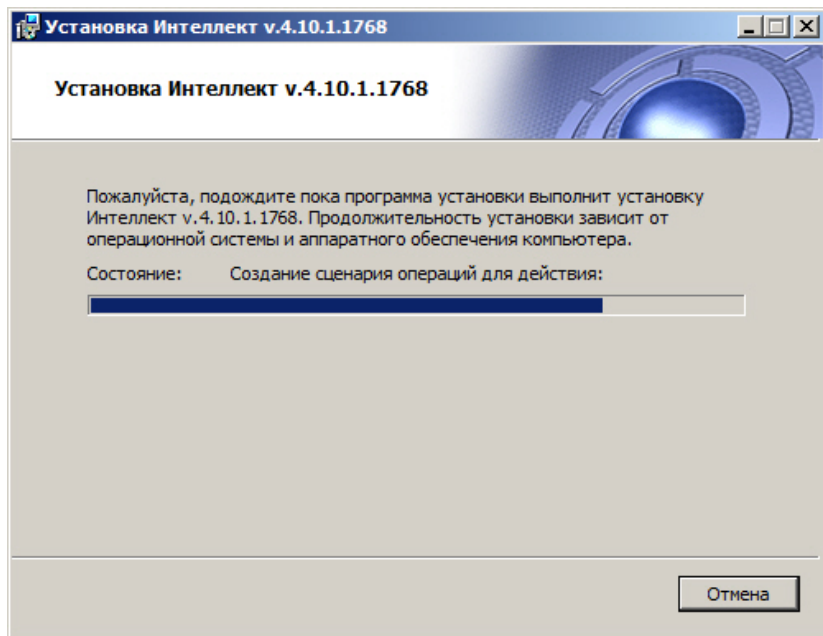 Установка Интеллект v.4.10.1.1768
Установка Интеллект v.4.10.1.1768
Пожалуйста, подождите пока программа установки выполнит установку
Интеллект v.4.10.1.1768. Продолжительность установки зависит от
операционной системы и аппаратного обеспечения компьютера.
Состояние: Создание сценария операций для действия:
Отмена